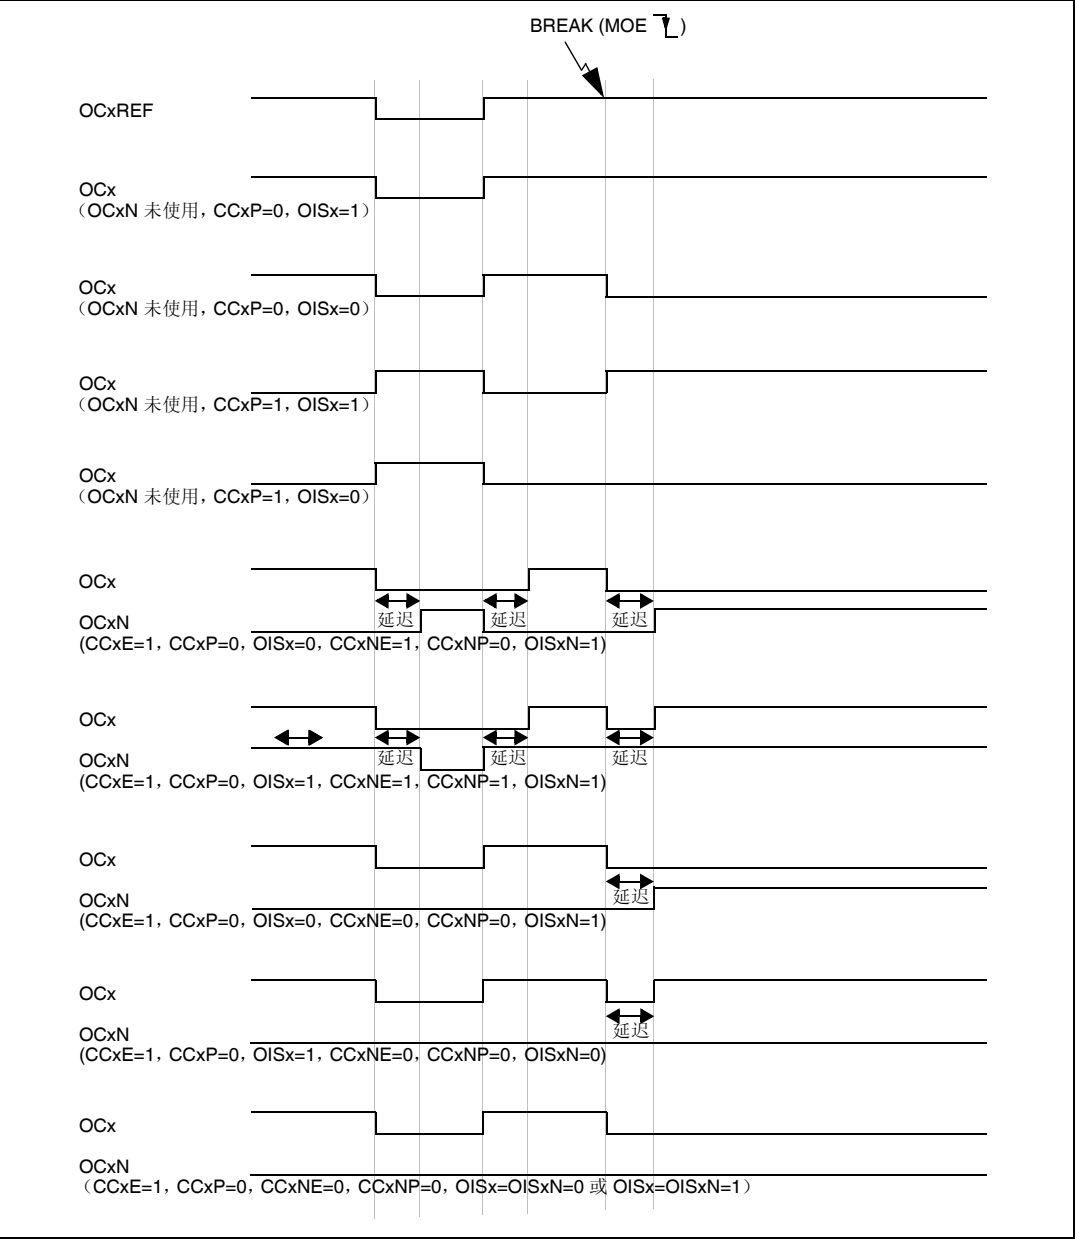 BREAK (MOE )
OCxREF
OCx
（OCxN 未使用，CCxP=0，OISx=1）
OCx
（OCxN 未使用，CCxP=0，OISx=0）
OCx
（OCxN 未使用，CCxP=1，OISx=1）
OCx
（OCxN 未使用，CCxP=1，OISx=0）
OCx
延迟 延迟 延迟
OCxN
(CCxE=1，CCxP=0，OISx=0，CCxNE=1，CCxNP=0，OISxN=1)
OCx
延迟 延迟 延迟
OCxN
(CCxE=1，CCxP=0，OISx=1，CCxNE=1，CCxNP=1，OISxN=1)
OCx
延迟
OCxN
(CCxE=1，CCxP=0，OISx=0，CCxNE=0，CCxNP=0，OISxN=1)
OCx
延迟
OCxN
(CCxE=1，CCxP=0，OISx=1，CCxNE=0，CCxNP=0，OISxN=0)
OCx
OCxN
（CCxE=1，CCxP=0，CCxNE=0，CCxNP=0，OISx=OISxN=0 或 OISx=OISxN=1）